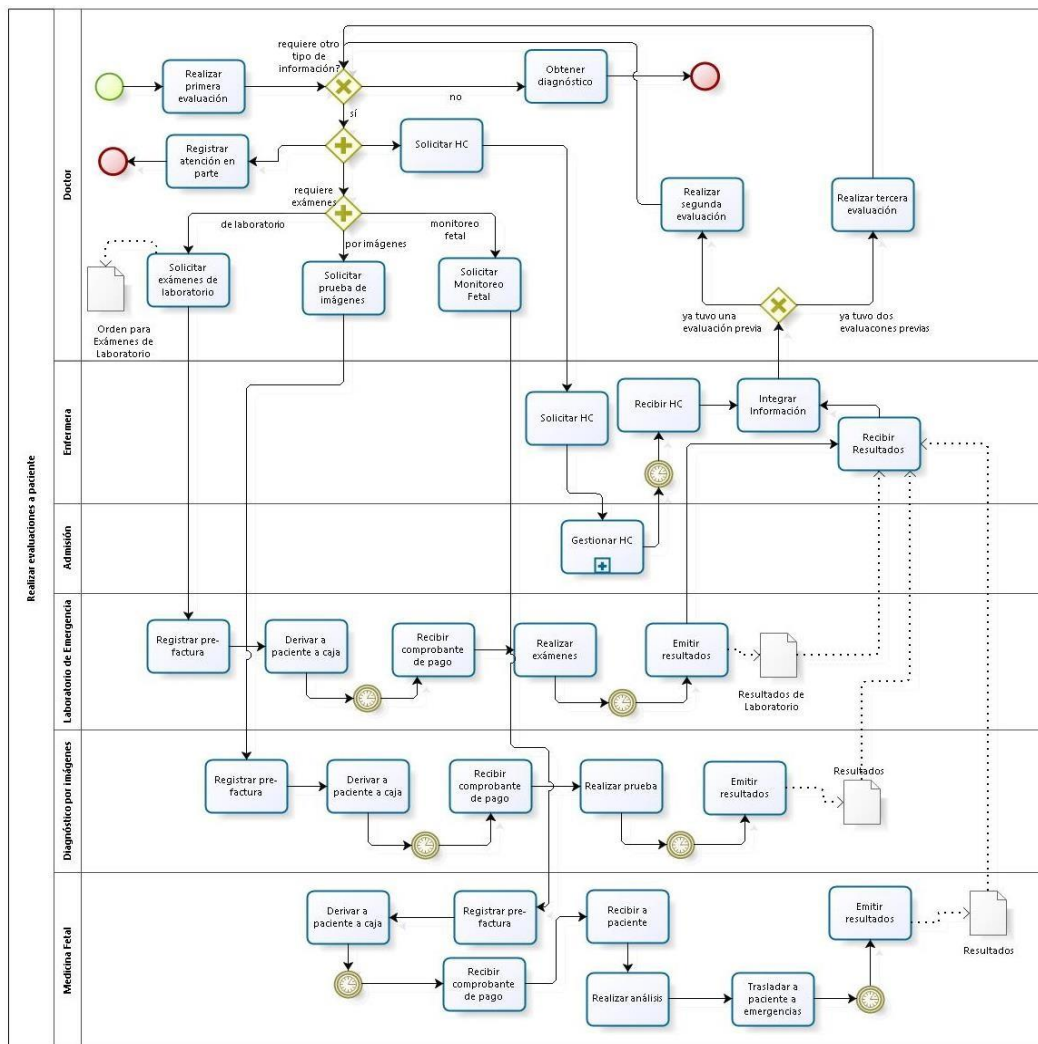 Realizar evaluaciones a paciente
Doctor
requiere otro
tipo de
información?
Realizar
primera
evaluación
no
Obtener
diagnóstico
sí
Registrar
atención en
parte
Solicitar HC
requiere
exámenes
de laboratorio
por imágenes
monitoreo
fetal
Solicitar
exámenes de
laboratorio
Orden para
Exámenes de
Laboratorio
Solicitar
prueba de
imágenes
Solicitar
Monitoreo
Fetal
Realizar
segunda
evaluación
Realizar tercera
evaluación
ya tuvo una
evaluación previa
ya tuvo dos
evaluacones previas
Enfermera
Solicitar HC
Recibir HC
Integrar
Información
Recibir
Resultados
Admisión
Gestionar HC
Laboratorio de Emergencia
Registrar pre-
factura
Derivar a
paciente a caja
Recibir
comprobante
de pago
Realizar
exámenes
Emitir
resultados
Resultados de
Laboratorio
Diagnóstico por imágenes
Registrar pre-
factura
Derivar a
paciente a caja
Recibir
comprobante
de pago
Realizar prueba
Emitir
resultados
Resultados
Medicina Fetal
Derivar a
paciente a caja
Registrar pre-
factura
Recibir
comprobante
de pago
Recibir a
paciente
Realizar análisis
Trasladar a
paciente a
emergencias
Emitir
resultados
Resultados